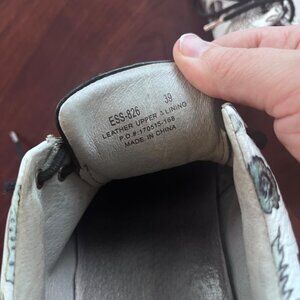 ESS-826 39
LEATHER UPPER & LINING
P.O #:170515-168
MADE IN CHINA